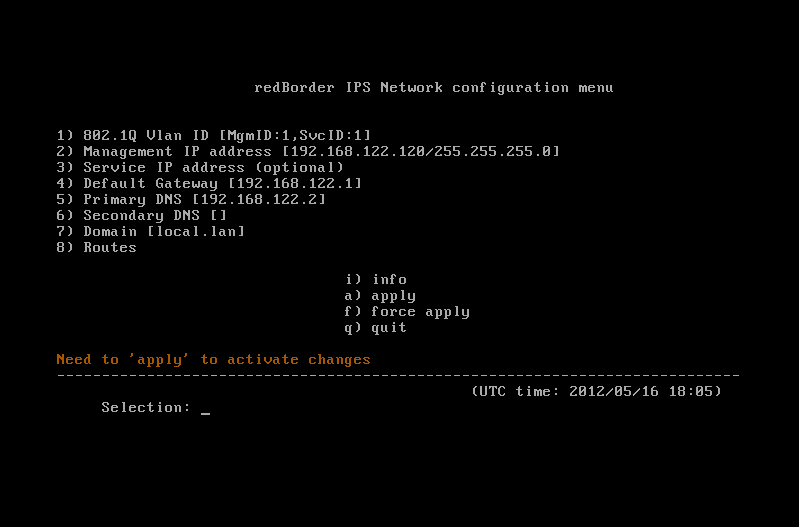 redBorder IPS Network configuration menu
1) 802.1Q Vlan ID [MgmID:1,SvcID:1]
2) Management IP address [192.168.122.120/255.255.255.0]
3) Service IP address (optional)
4) Default Gateway [192.168.122.1]
5) Primary DNS [192.168.122.2]
6) Secondary DNS []
7) Domain [local.lan]
8) Routes
i) info
a) apply
f) force apply
q) quit
Need to 'apply' to activate changes
----------------------------------------------------------------------------
(UTC time: 2012/05/16 18:05)
Selection: _